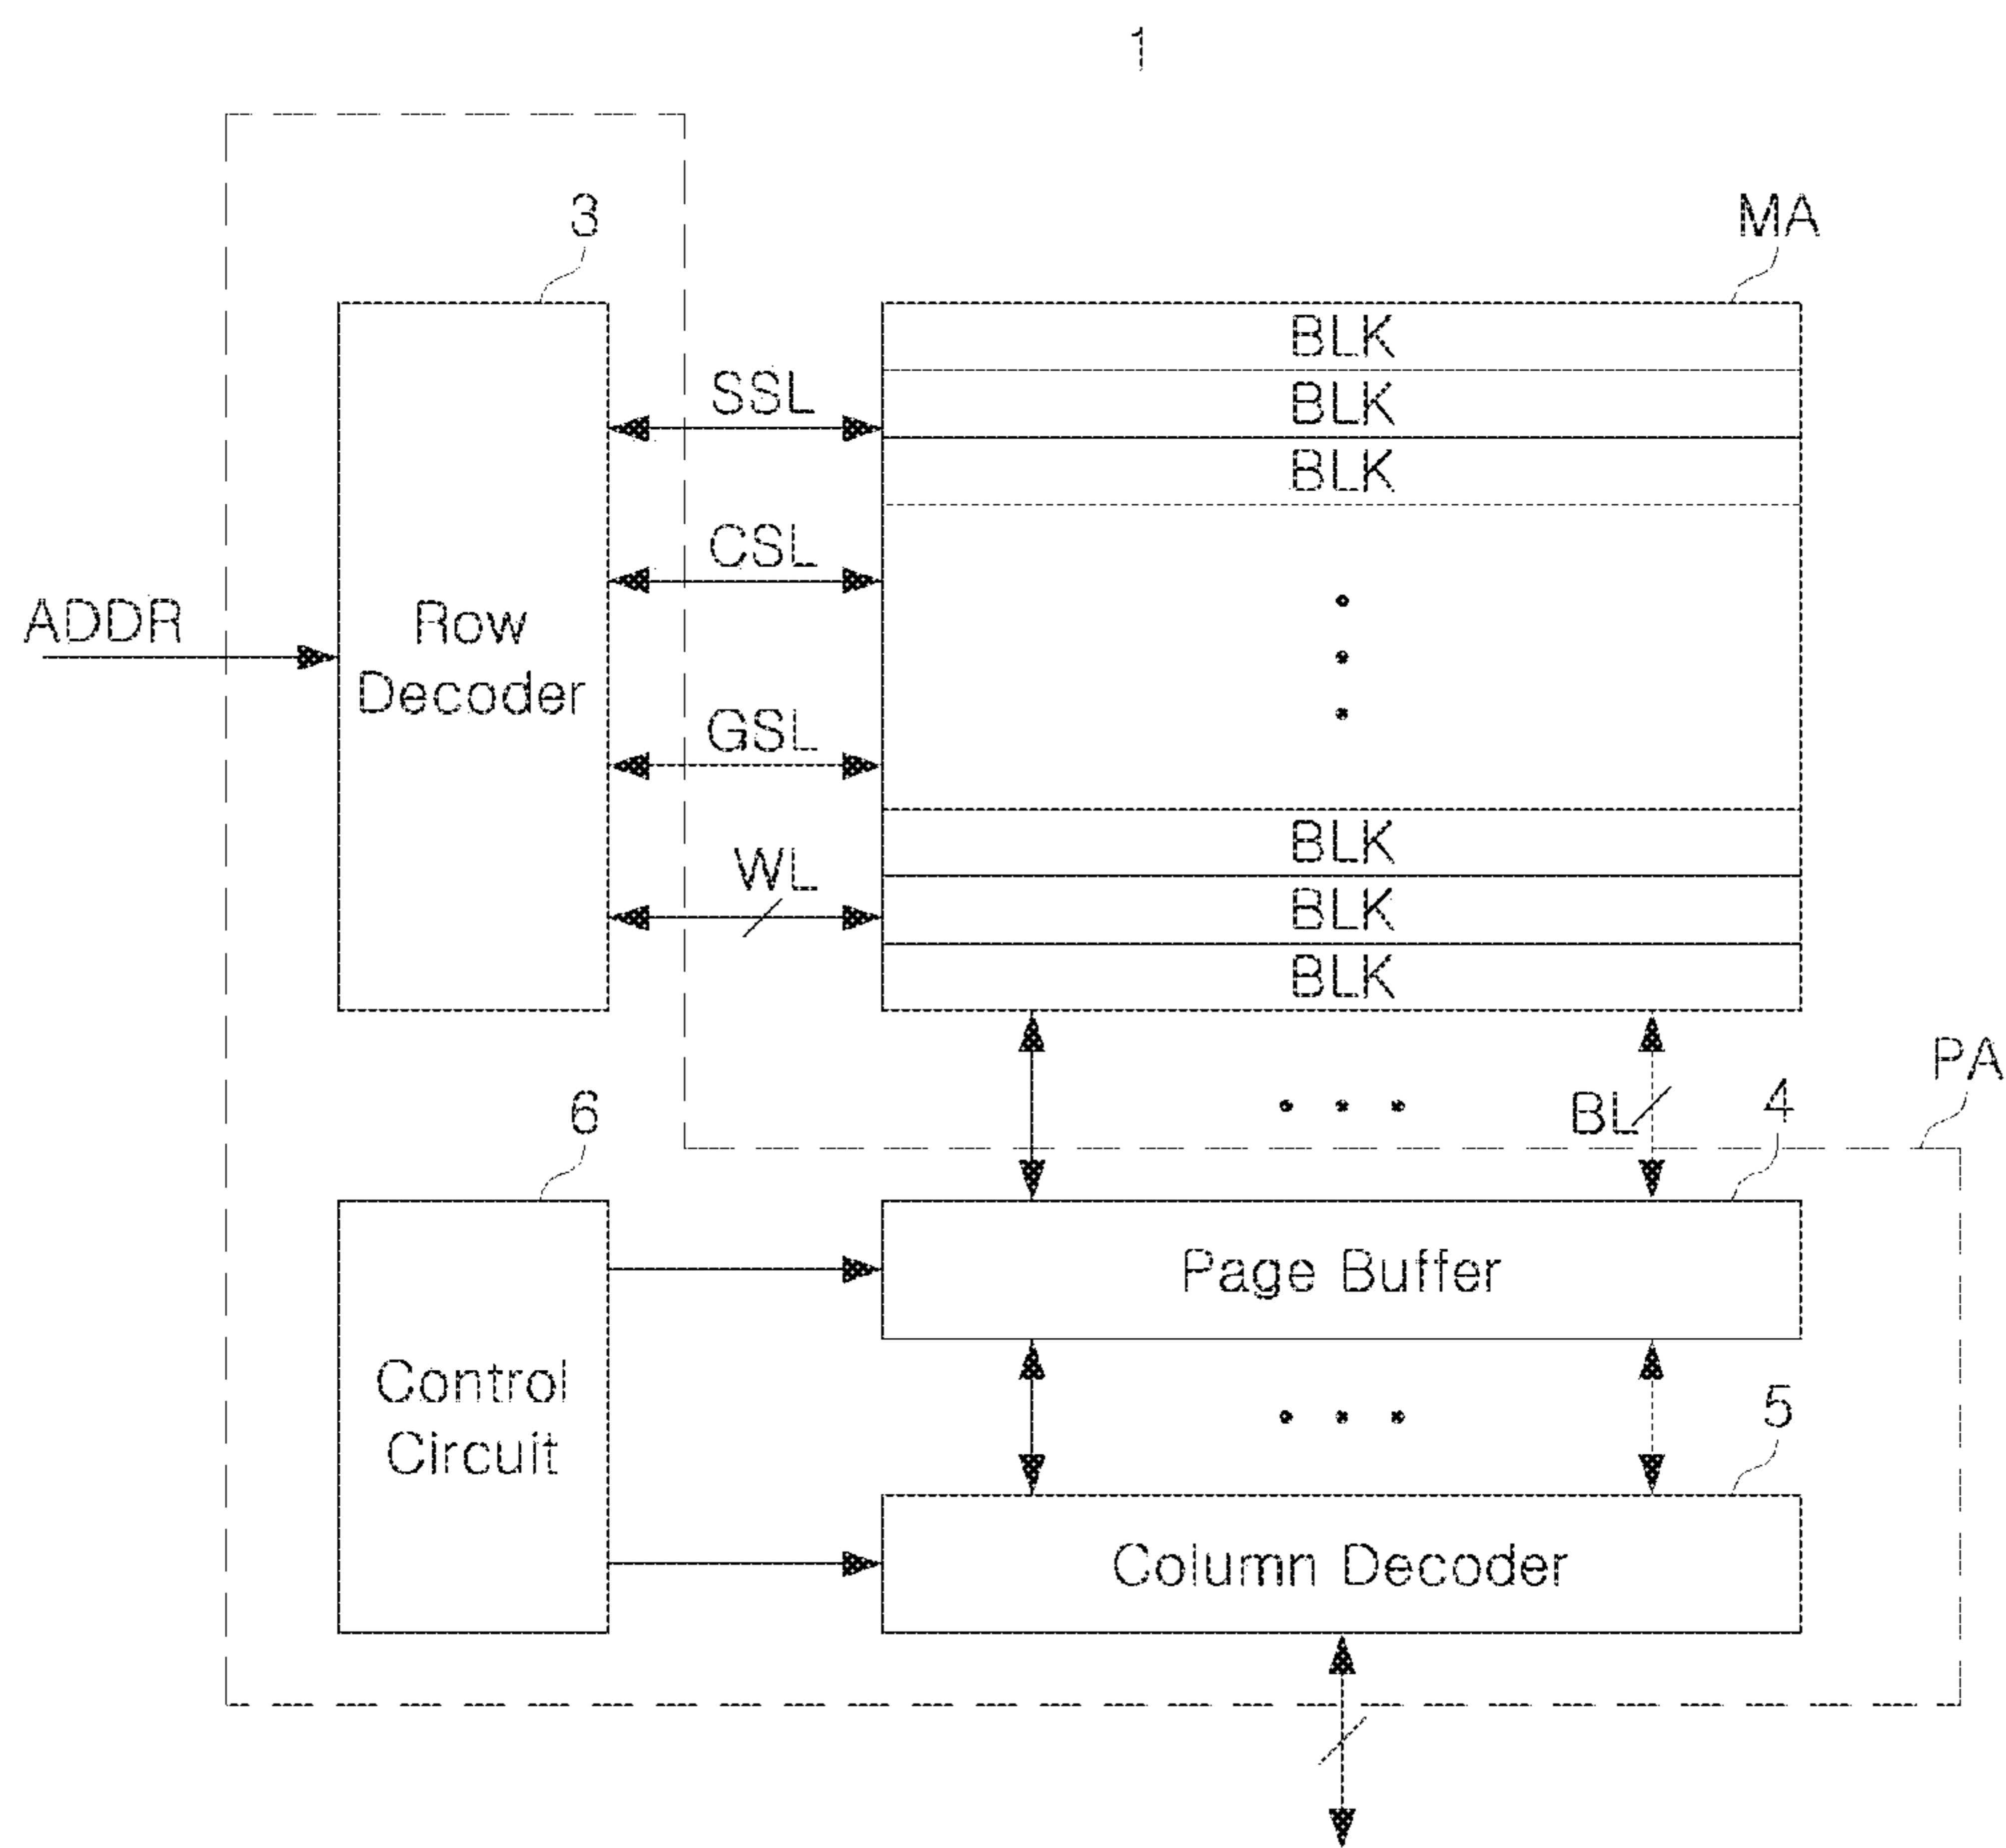 1
3
MA
BLK
BLK
BLK
SSL
CSL
ADDR
Row
Decoder
GSL
WL
BLK
BLK
BLK
PA
BL
4
6
Page Buffer
Control
Circuit
5
Column Decoder